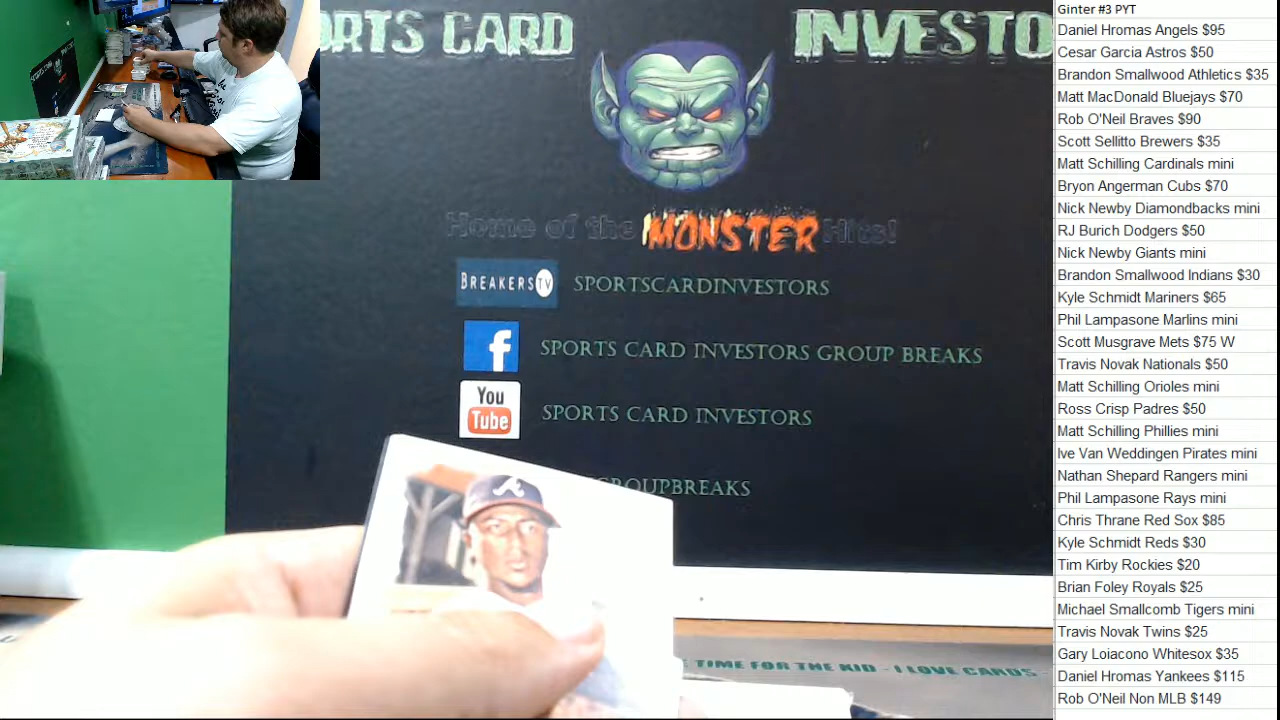 ORTS CARD INVESTO
Home of the MONSTER Hits!
BREAKERS TV SPORTSCARDINVESTORS
f SPORTS CARD INVESTORS GROUP BREAKS
You Tube SPORTS CARD INVESTORS
GROUPBREAKS
A
TIME FOR THE KID - I LOVE CARDS
Ginter #3 PYT
Daniel Hromas Angels $95
Cesar Garcia Astros $50
Brandon Smallwood Athletics $35
Matt MacDonald Bluejays $70
Rob O'Neil Braves $90
Scott Sellitto Brewers $35
Matt Schilling Cardinals mini
Bryon Angerman Cubs $70
Nick Newby Diamondbacks mini
RJ Burich Dodgers $50
Nick Newby Giants mini
Brandon Smallwood Indians $30
Kyle Schmidt Mariners $65
Phil Lampasone Marlins mini
Scott Musgrave Mets $75 W
Travis Novak Nationals $50
Matt Schilling Orioles mini
Ross Crisp Padres $50
Matt Schilling Phillies mini
Ive Van Weddingen Pirates mini
Nathan Shepard Rangers mini
Phil Lampasone Rays mini
Chris Thrane Red Sox $85
Kyle Schmidt Reds $30
Tim Kirby Rockies $20
Brian Foley Royals $25
Michael Smallcomb Tigers mini
Travis Novak Twins $25
Gary Loiacono Whitesox $35
Daniel Hromas Yankees $115
Rob O'Neil Non MLB $149